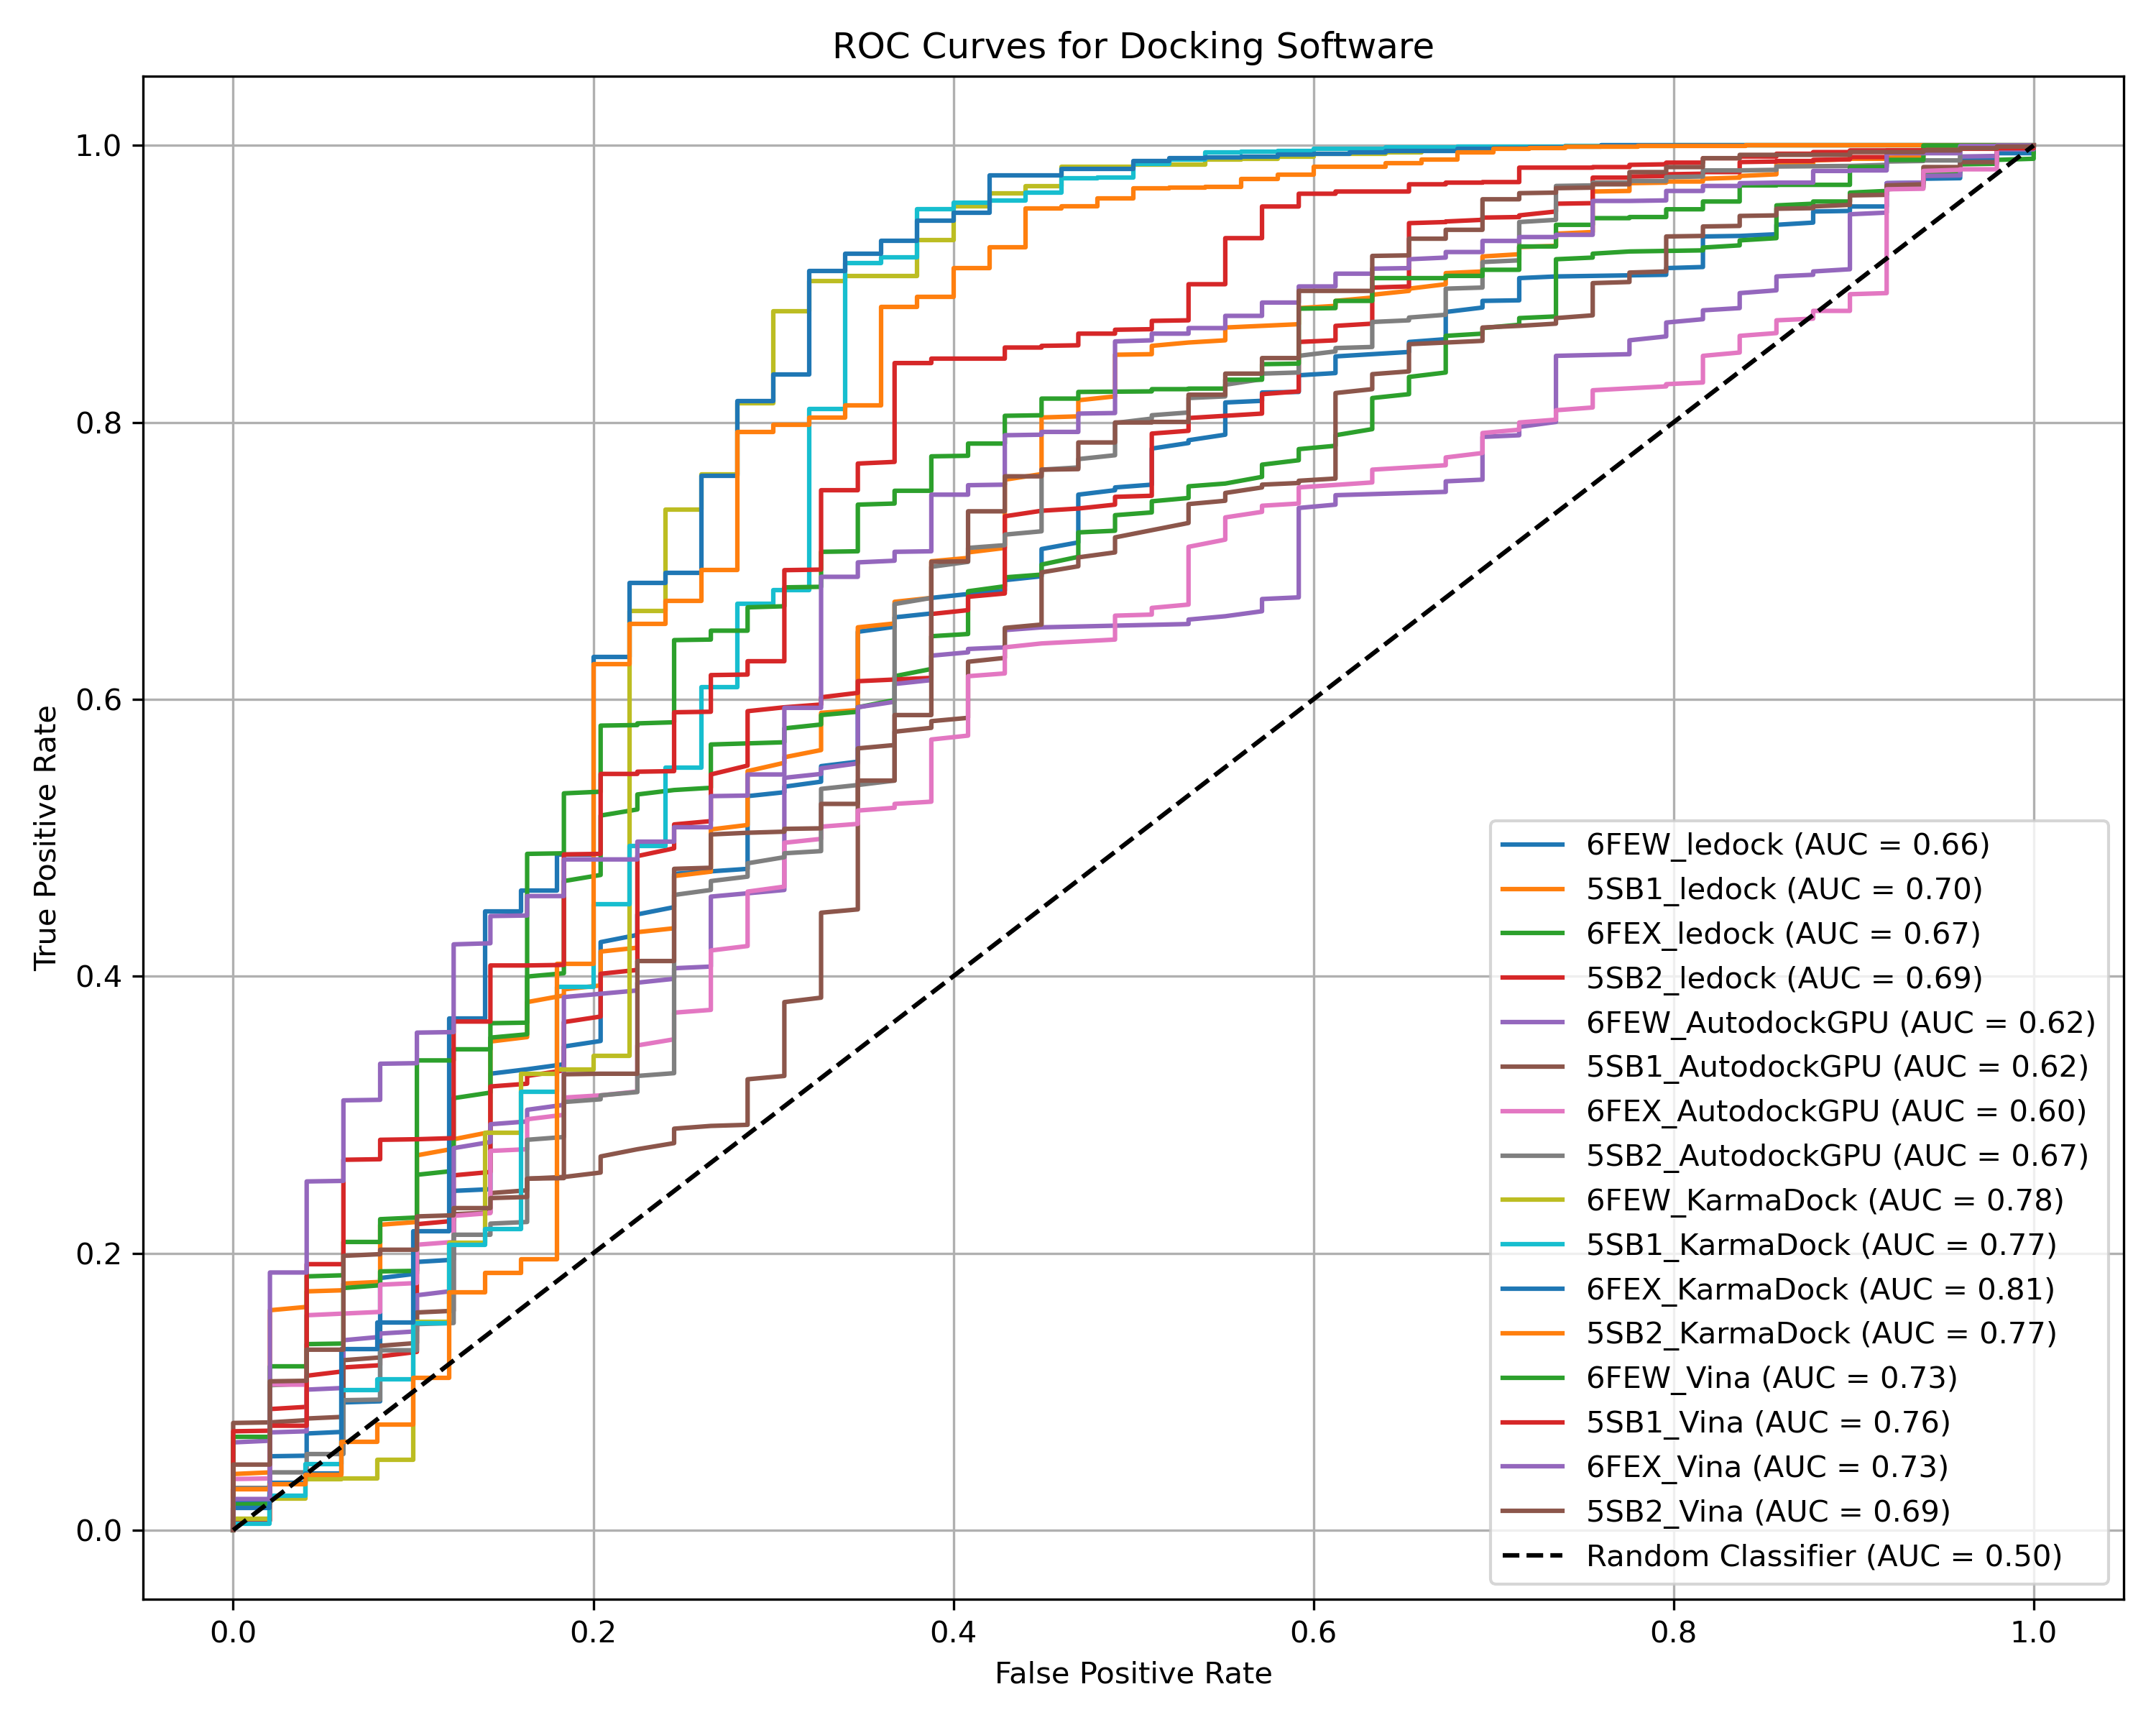 ROC Curves for Docking Software
True Positive Rate
1.0
0.8
0.6
0.4
0.2
0.0
0.0 0.2 0.4 0.6 0.8 1.0
False Positive Rate
6FEW_ledock (AUC = 0.66)
5SB1_ledock (AUC = 0.70)
6FEX_ledock (AUC = 0.67)
5SB2_ledock (AUC = 0.69)
6FEW_AutodockGPU (AUC = 0.62)
5SB1_AutodockGPU (AUC = 0.62)
6FEX_AutodockGPU (AUC = 0.60)
5SB2_AutodockGPU (AUC = 0.67)
6FEW_KarmaDock (AUC = 0.78)
5SB1_KarmaDock (AUC = 0.77)
6FEX_KarmaDock (AUC = 0.81)
5SB2_KarmaDock (AUC = 0.77)
6FEW_Vina (AUC = 0.73)
5SB1_Vina (AUC = 0.76)
6FEX_Vina (AUC = 0.73)
5SB2_Vina (AUC = 0.69)
Random Classifier (AUC = 0.50)